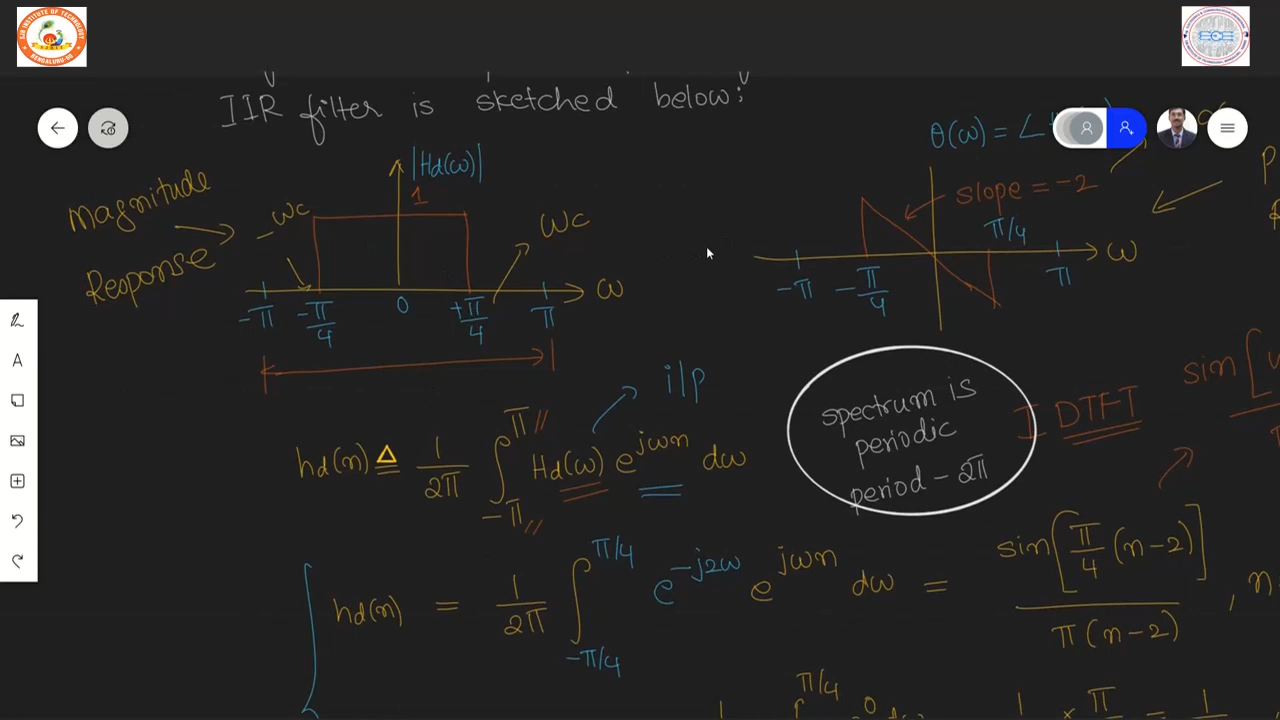 IIR filter is sketched below:
Magnitude
Response
|Hd(ω)|
1
-ωc
ωc
-π
-π/4
0
+π/4
π
ω
θ(ω) = ∠
slope = -2
π/4
-π
-π/4
π
ω
i/p
hd(n) ≜ 1/2π ∫_{-π}^{π} Hd(ω) e^{jωn} dω
spectrum is
periodic
period - 2π
IDTFT
sin[
hd(n) = 1/2π ∫_{-π/4}^{π/4} e^{-j2ω} e^{jωn} dω = sin[π/4 (n-2)] / π(n-2), n